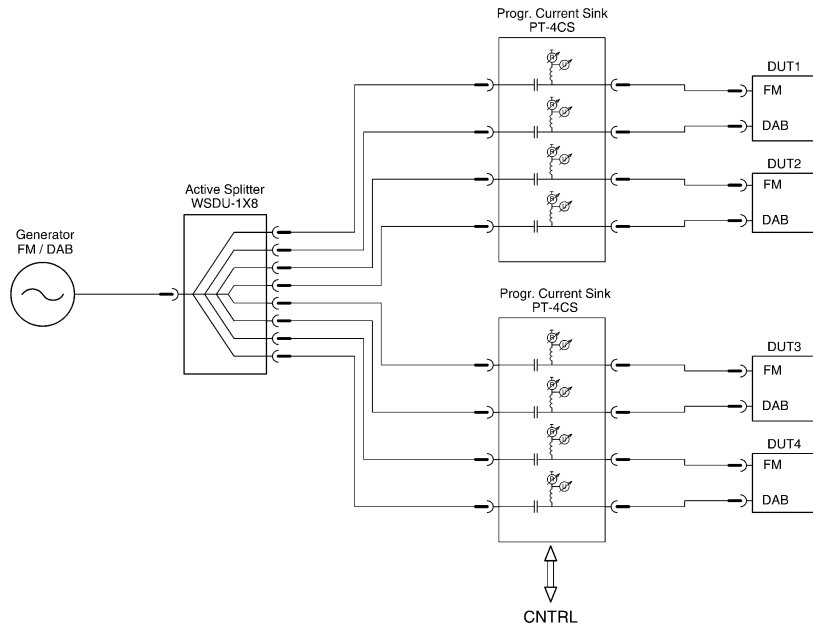 Progr. Current Sink
PT-4CS
DUT1
FM
DAB
DUT2
FM
DAB
Active Splitter
WSDU-1X8
Generator
FM / DAB
Progr. Current Sink
PT-4CS
DUT3
FM
DAB
DUT4
FM
DAB
CNTRL